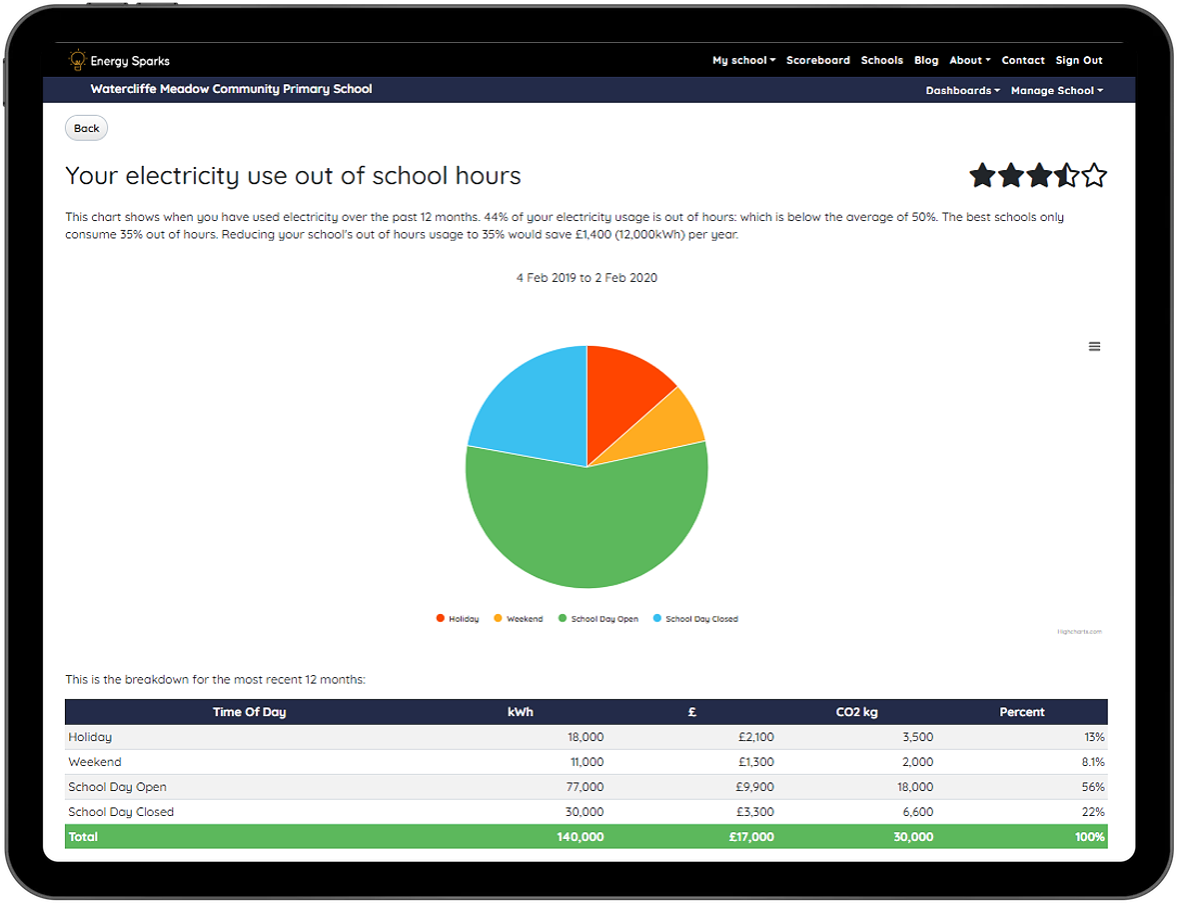 Energy Sparks
My school Scoreboard Schools Blog About Contact Sign Out
Watercliffe Meadow Community Primary School
Dashboards Manage School
Back
Your electricity use out of school hours
This chart shows when you have used electricity over the past 12 months. 44% of your electricity usage is out of hours: which is below the average of 50%. The best schools only
consume 35% out of hours. Reducing your school's out of hours usage to 35% would save £1,400 (12,000kWh) per year.
4 Feb 2019 to 2 Feb 2020
Holiday Weekend School Day Open School Day Closed
Highcharts.com
This is the breakdown for the most recent 12 months:
Time Of Day kWh £ CO2 kg Percent
Holiday 18,000 £2,100 3,500 13%
Weekend 11,000 £1,300 2,000 8.1%
School Day Open 77,000 £9,900 18,000 56%
School Day Closed 30,000 £3,300 6,600 22%
Total 140,000 £17,000 30,000 100%